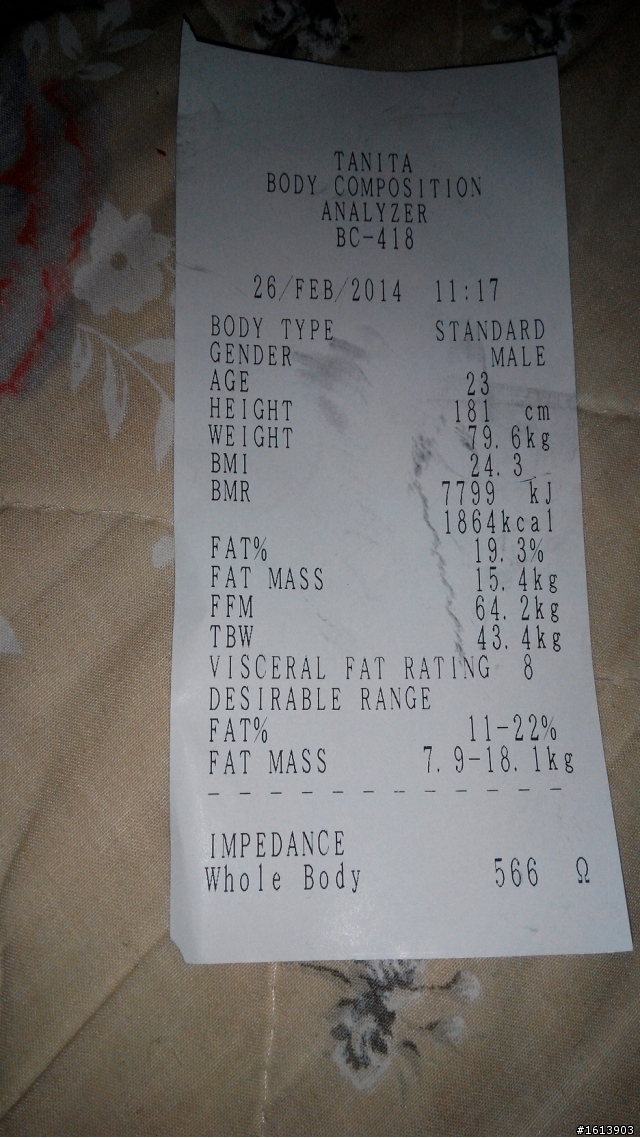 TANITA
BODY COMPOSITION
ANALYZER
BC-418
26/FEB/2014 11:17
BODY TYPE STANDARD
GENDER MALE
AGE 23
HEIGHT 181 cm
WEIGHT 79.6kg
BMI 24.3
BMR 7799 kJ
1864kcal
FAT% 19.3%
FAT MASS 15.4kg
FFM 64.2kg
TBW 43.4kg
VISCERAL FAT RATING 8
DESIRABLE RANGE
FAT% 11-22%
FAT MASS 7.9-18.1kg
- - - - - - - - - - - -
IMPEDANCE
Whole Body 566 Ω
#1613903